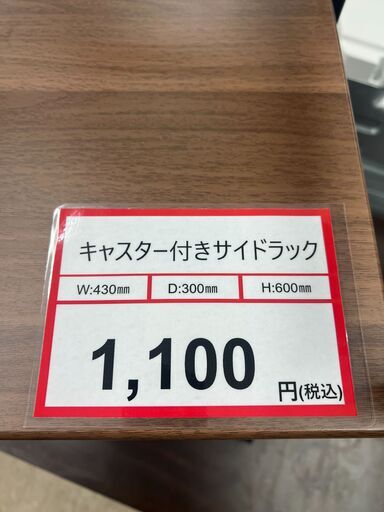 キャスター付きサイドラック
W:430㎜ D:300㎜ H:600㎜
1,100 円(税込)